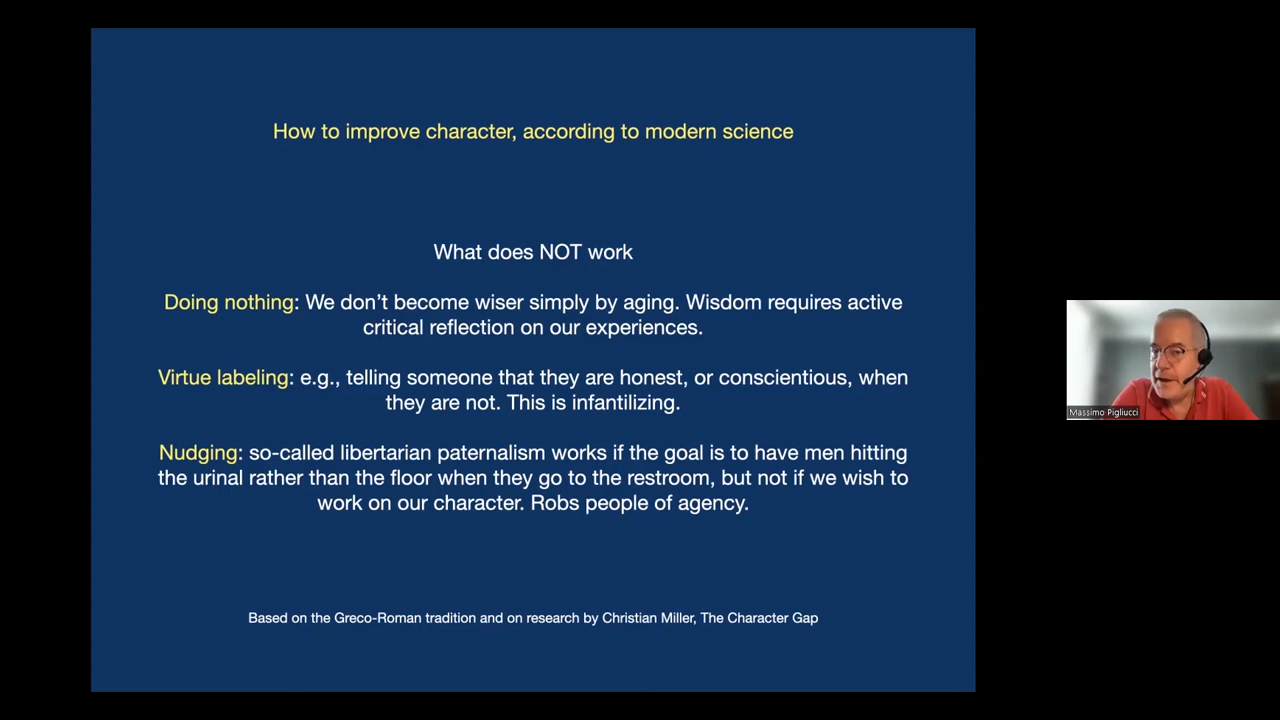 How to improve character, according to modern science
What does NOT work
Doing nothing: We don’t become wiser simply by aging. Wisdom requires active
critical reflection on our experiences.
Virtue labeling: e.g., telling someone that they are honest, or conscientious, when
they are not. This is infantilizing.
Nudging: so-called libertarian paternalism works if the goal is to have men hitting
the urinal rather than the floor when they go to the restroom, but not if we wish to
work on our character. Robs people of agency.
Based on the Greco-Roman tradition and on research by Christian Miller, The Character Gap
Massimo Pigliucci